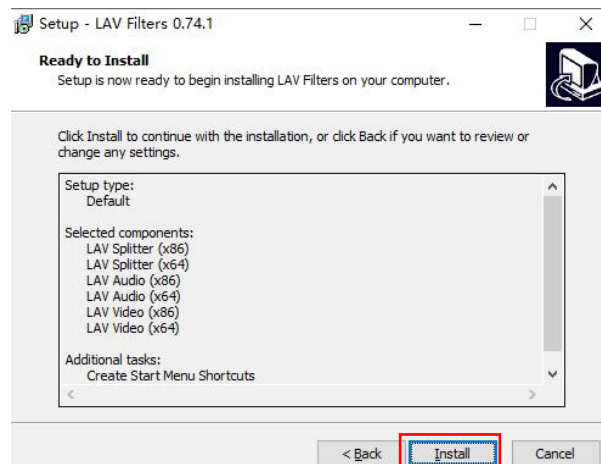 Setup - LAV Filters 0.74.1
Ready to Install
Setup is now ready to begin installing LAV Filters on your computer.
Click Install to continue with the installation, or click Back if you want to review or
change any settings.
Setup type:
Default
Selected components:
LAV Splitter (x86)
LAV Splitter (x64)
LAV Audio (x86)
LAV Audio (x64)
LAV Video (x86)
LAV Video (x64)
Additional tasks:
Create Start Menu Shortcuts
< Back Install Cancel